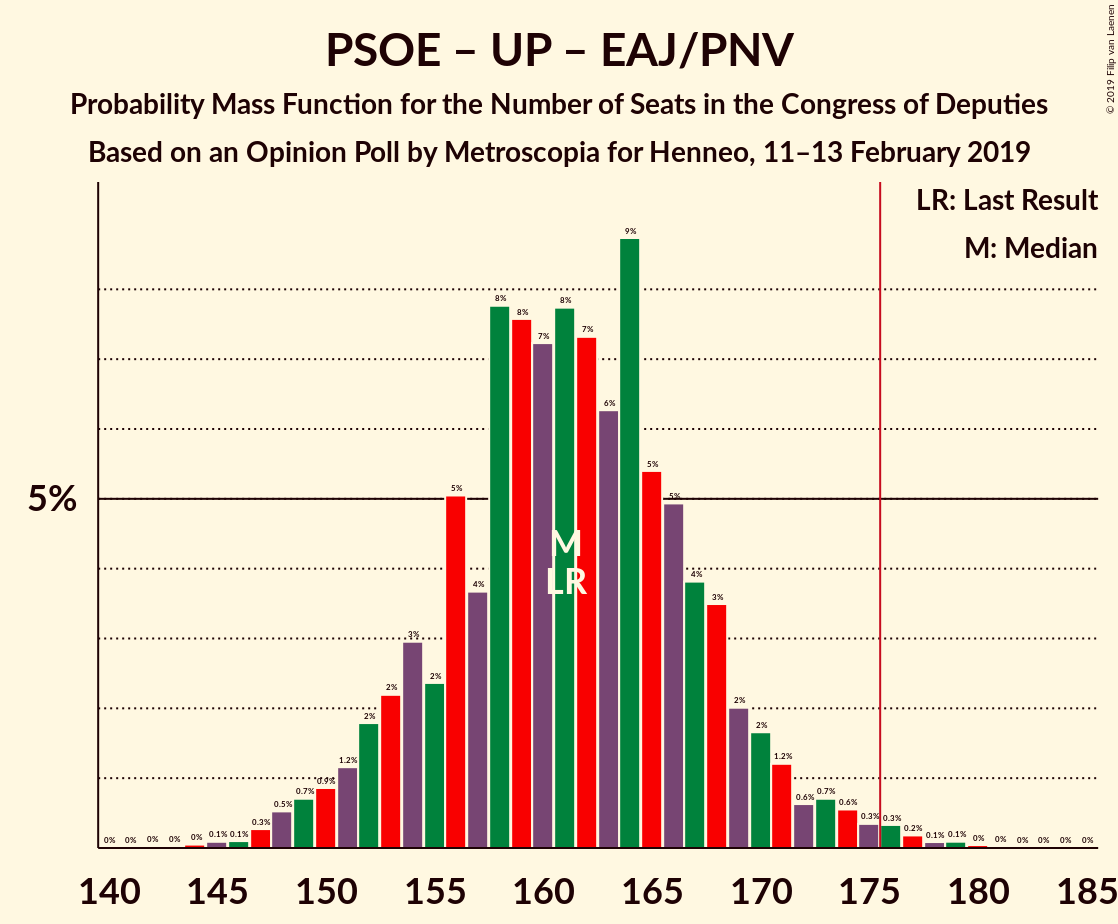 PSOE – UP – EAJ/PNV
Probability Mass Function for the Number of Seats in the Congress of Deputies
Based on an Opinion Poll by Metroscopia for Henneo, 11–13 February 2019
© 2019 Filip van Laenen
LR: Last Result
M: Median
5%
0% 0% 0% 0% 0% 0.1% 0.1% 0.3% 0.5% 0.7% 0.9% 1.2% 2% 2% 3% 2% 5% 4% 8% 8% 7% 8% 7% 6% 9% 5% 5% 4% 3% 2% 2% 1.2% 0.6% 0.7% 0.6% 0.3% 0.3% 0.2% 0.1% 0.1% 0% 0% 0% 0% 0% 0%
M
LR
140 145 150 155 160 165 170 175 180 185